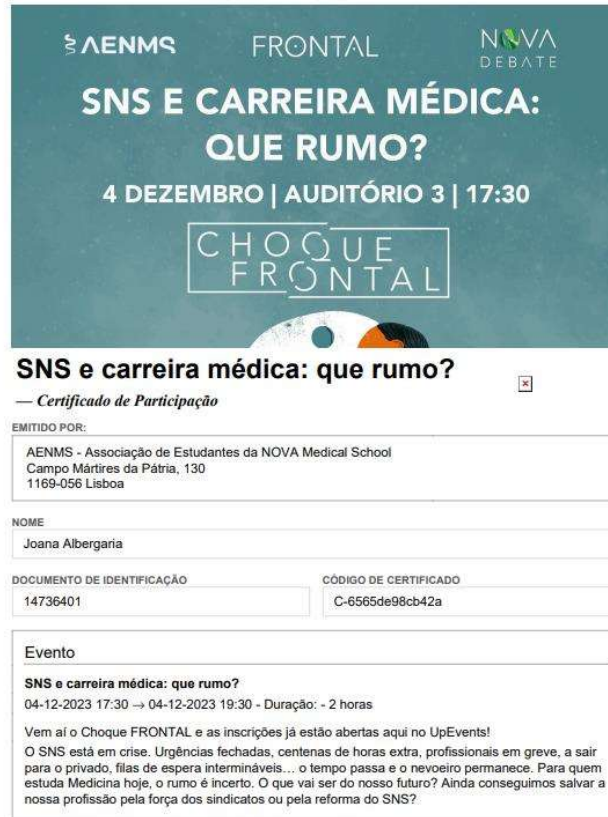 AENMS FRONTAL NOVA
DEBATE
SNS E CARREIRA MÉDICA:
QUE RUMO?
4 DEZEMBRO | AUDITÓRIO 3 | 17:30
CHOQUE
FRONTAL
SNS e carreira médica: que rumo?
— Certificado de Participação
EMITIDO POR:
AENMS - Associação de Estudantes da NOVA Medical School
Campo Mártires da Pátria, 130
1169-056 Lisboa
NOME
Joana Albergaria
DOCUMENTO DE IDENTIFICAÇÃO CÓDIGO DE CERTIFICADO
14736401 C-6565de98cb42a
Evento
SNS e carreira médica: que rumo?
04-12-2023 17:30 → 04-12-2023 19:30 - Duração: - 2 horas
Vem aí o Choque FRONTAL e as inscrições já estão abertas aqui no UpEvents!
O SNS está em crise. Urgências fechadas, centenas de horas extra, profissionais em greve, a sair
para o privado, filas de espera intermináveis… o tempo passa e o nevoeiro permanece. Para quem
estuda Medicina hoje, o rumo é incerto. O que vai ser do nosso futuro? Ainda conseguimos salvar a
nossa profissão pela força dos sindicatos ou pela reforma do SNS?